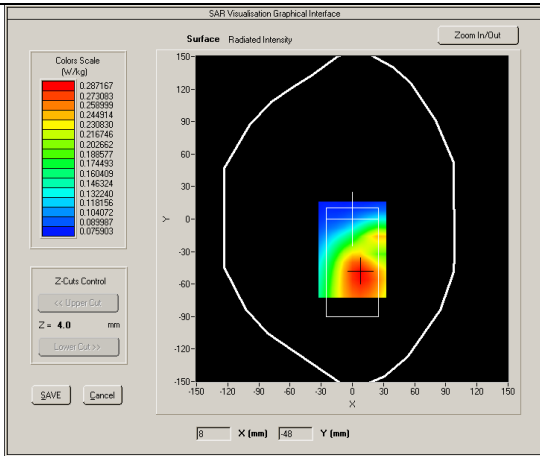 SAR Visualisation Graphical Interface
Surface Radiated Intensity
Zoom In/Out
Colors Scale
(W/kg)
0.287167
0.273083
0.258999
0.244914
0.230830
0.216746
0.202662
0.188577
0.174493
0.160409
0.146324
0.132240
0.118156
0.104072
0.089987
0.075903
Z-Cuts Control
<< Upper Cut
Z = 4.0 mm
Lower Cut >>
SAVE
Cancel
150
120
90
60
30
0
-30
-60
-90
-120
-150
Y
-150 -120 -90 -60 -30 0 30 60 90 120 150
X
8 X (mm) -48 Y (mm)